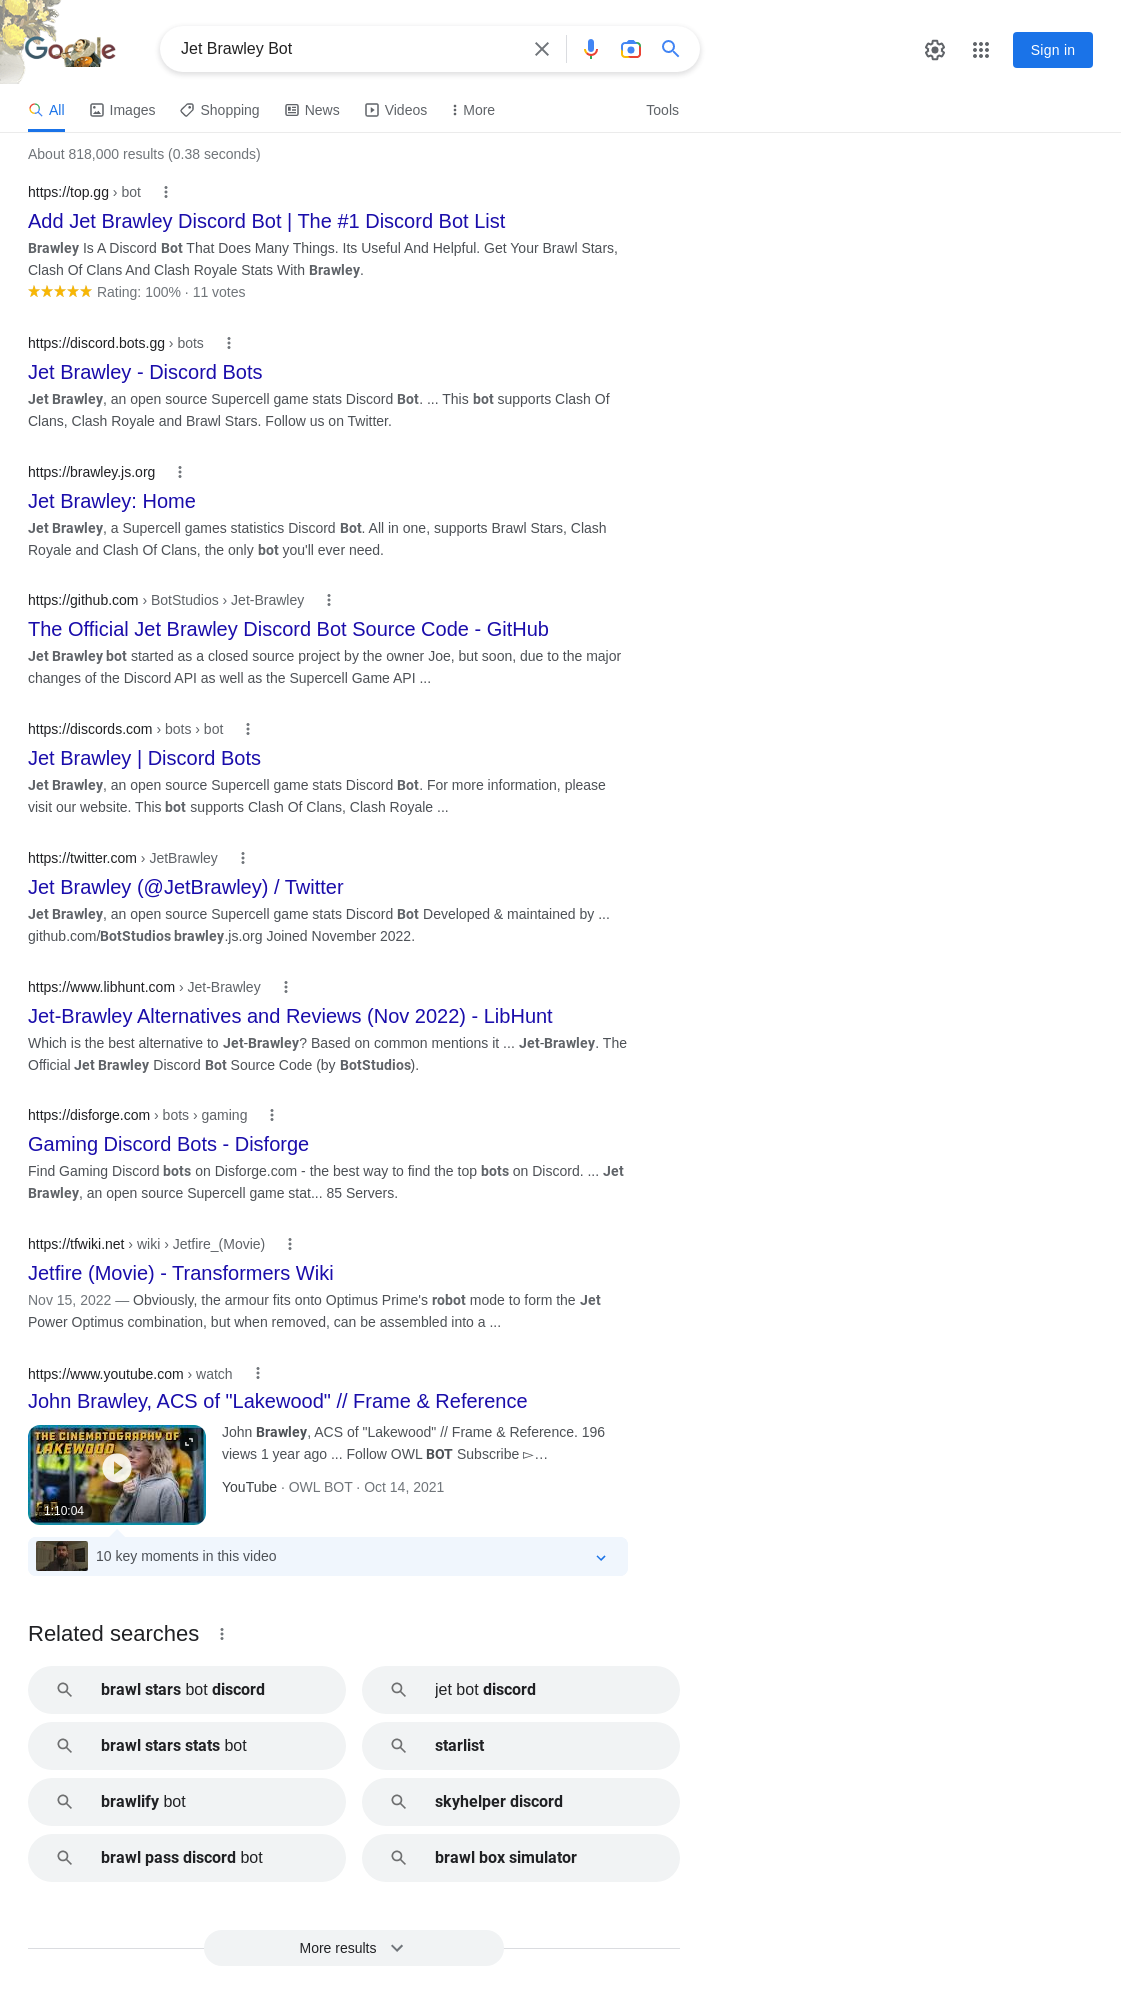 Google
Jet Brawley Bot
Sign in
All
Images
Shopping
News
Videos
More
Tools
About 818,000 results (0.38 seconds)
https://top.gg › bot
Add Jet Brawley Discord Bot | The #1 Discord Bot List
Brawley Is A Discord Bot That Does Many Things. Its Useful And Helpful. Get Your Brawl Stars,
Clash Of Clans And Clash Royale Stats With Brawley.
Rating: 100% · 11 votes
https://discord.bots.gg › bots
Jet Brawley - Discord Bots
Jet Brawley, an open source Supercell game stats Discord Bot. ... This bot supports Clash Of
Clans, Clash Royale and Brawl Stars. Follow us on Twitter.
https://brawley.js.org
Jet Brawley: Home
Jet Brawley, a Supercell games statistics Discord Bot. All in one, supports Brawl Stars, Clash
Royale and Clash Of Clans, the only bot you'll ever need.
https://github.com › BotStudios › Jet-Brawley
The Official Jet Brawley Discord Bot Source Code - GitHub
Jet Brawley bot started as a closed source project by the owner Joe, but soon, due to the major
changes of the Discord API as well as the Supercell Game API ...
https://discords.com › bots › bot
Jet Brawley | Discord Bots
Jet Brawley, an open source Supercell game stats Discord Bot. For more information, please
visit our website. This bot supports Clash Of Clans, Clash Royale ...
https://twitter.com › JetBrawley
Jet Brawley (@JetBrawley) / Twitter
Jet Brawley, an open source Supercell game stats Discord Bot Developed & maintained by ...
github.com/BotStudios brawley.js.org Joined November 2022.
https://www.libhunt.com › Jet-Brawley
Jet-Brawley Alternatives and Reviews (Nov 2022) - LibHunt
Which is the best alternative to Jet-Brawley? Based on common mentions it ... Jet-Brawley. The
Official Jet Brawley Discord Bot Source Code (by BotStudios).
https://disforge.com › bots › gaming
Gaming Discord Bots - Disforge
Find Gaming Discord bots on Disforge.com - the best way to find the top bots on Discord. ... Jet
Brawley, an open source Supercell game stat... 85 Servers.
https://tfwiki.net › wiki › Jetfire_(Movie)
Jetfire (Movie) - Transformers Wiki
Nov 15, 2022 — Obviously, the armour fits onto Optimus Prime's robot mode to form the Jet
Power Optimus combination, but when removed, can be assembled into a ...
https://www.youtube.com › watch
John Brawley, ACS of "Lakewood" // Frame & Reference
THE CINEMATOGRAPHY OF
LAKEWOOD
1:10:04
John Brawley, ACS of "Lakewood" // Frame & Reference. 196
views 1 year ago ... Follow OWL BOT Subscribe ▻…
YouTube · OWL BOT · Oct 14, 2021
10 key moments in this video
Related searches
brawl stars bot discord
jet bot discord
brawl stars stats bot
starlist
brawlify bot
skyhelper discord
brawl pass discord bot
brawl box simulator
More results